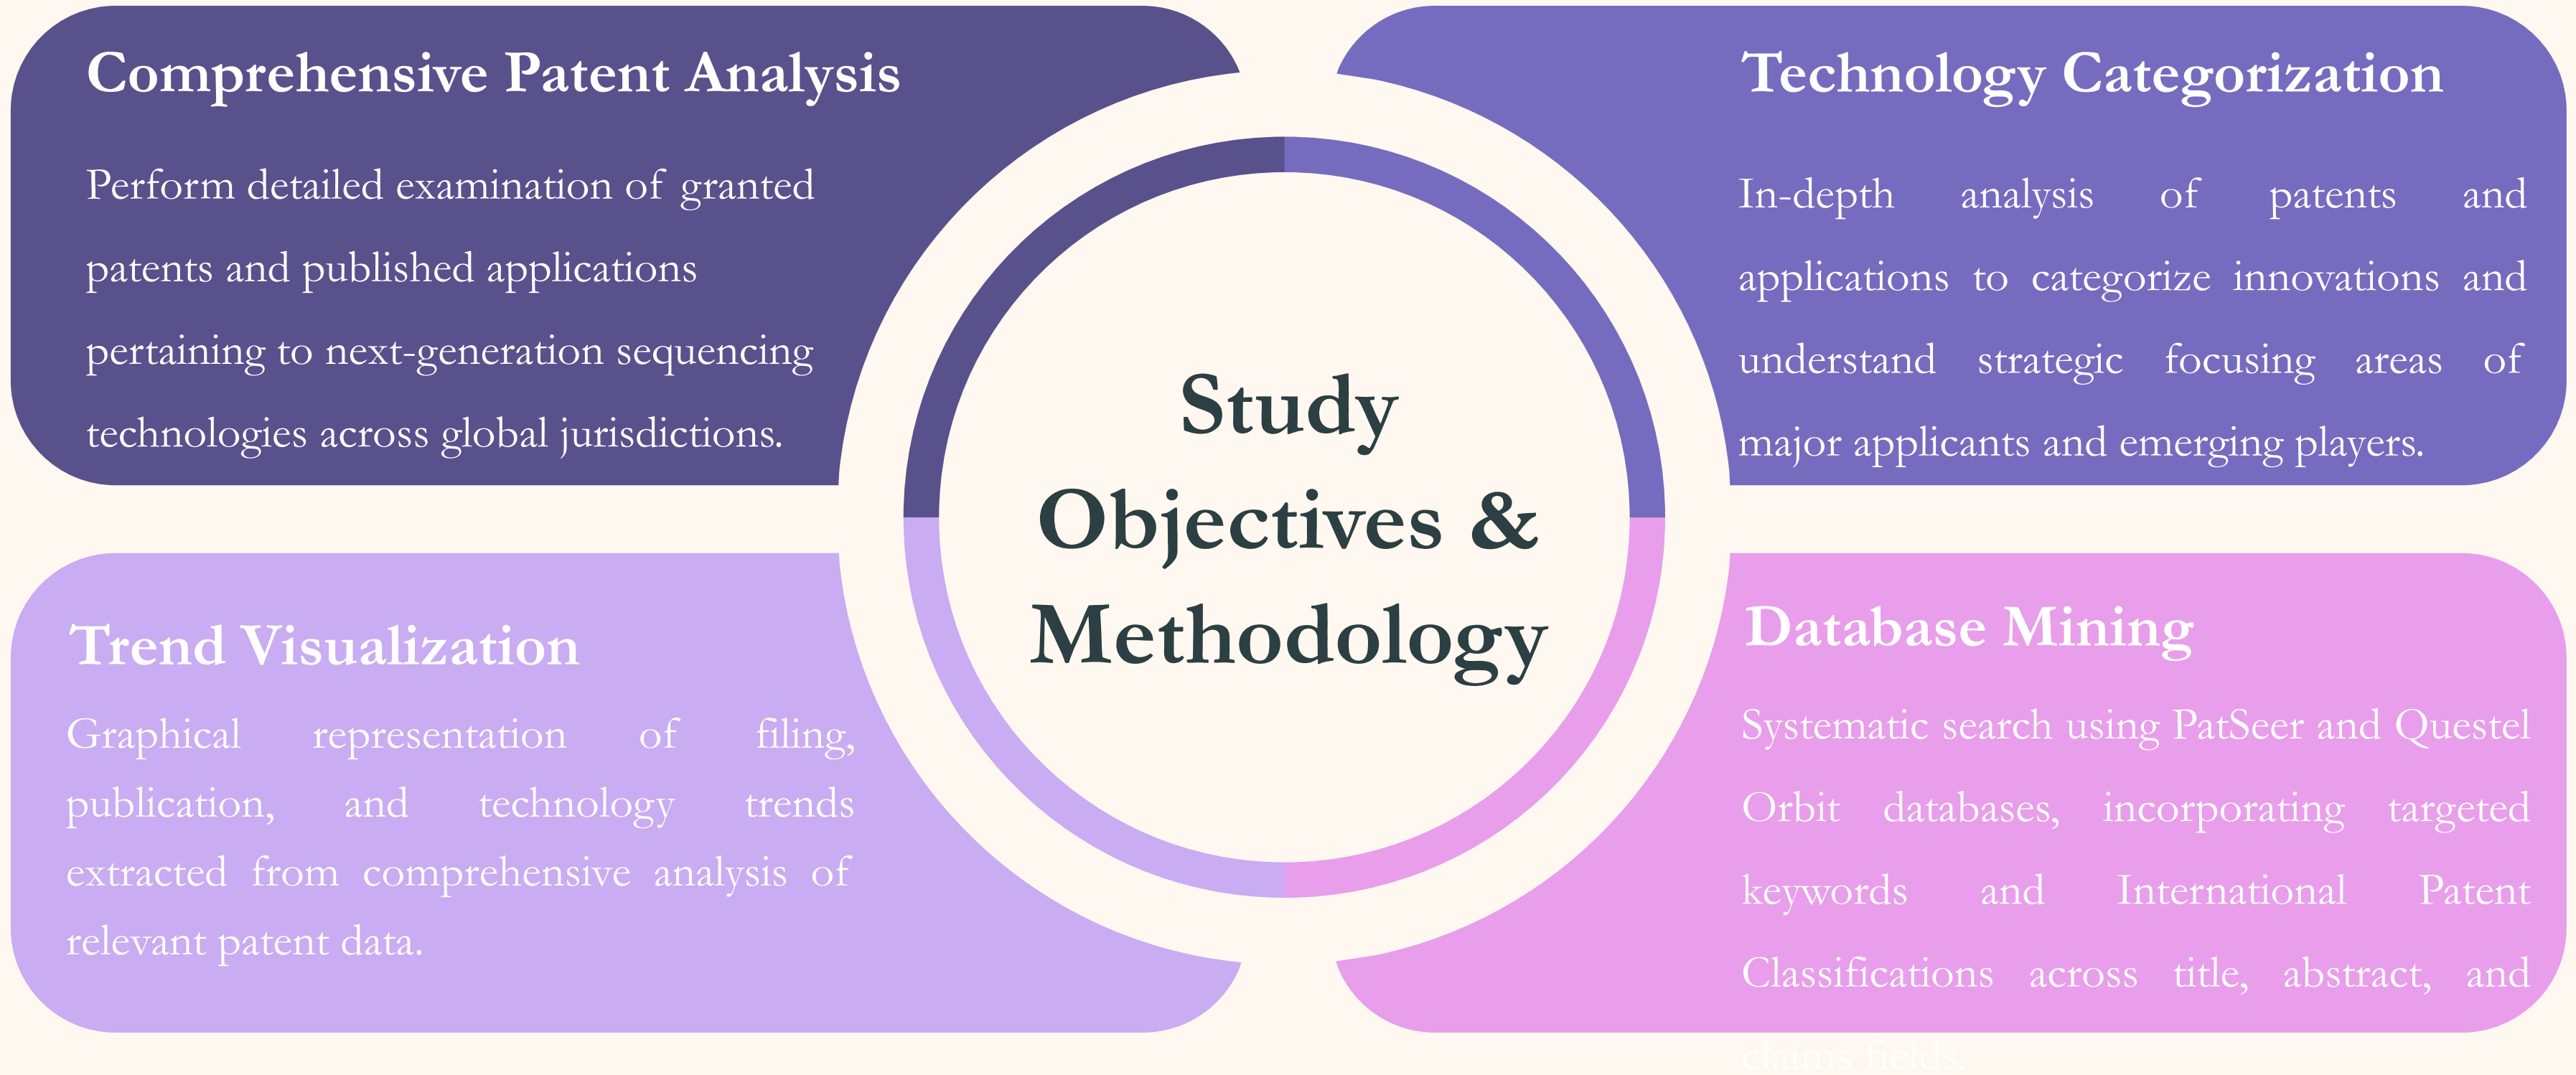 Comprehensive Patent Analysis
Perform detailed examination of granted
patents and published applications
pertaining to next-generation sequencing
technologies across global jurisdictions.
Technology Categorization
In-depth analysis of patents and
applications to categorize innovations and
understand strategic focusing areas of
major applicants and emerging players.
Study
Objectives &
Methodology
Trend Visualization
Graphical representation of filing,
publication, and technology trends
extracted from comprehensive analysis of
relevant patent data.
Database Mining
Systematic search using PatSeer and Questel
Orbit databases, incorporating targeted
keywords and International Patent
Classifications across title, abstract, and
claims fields.